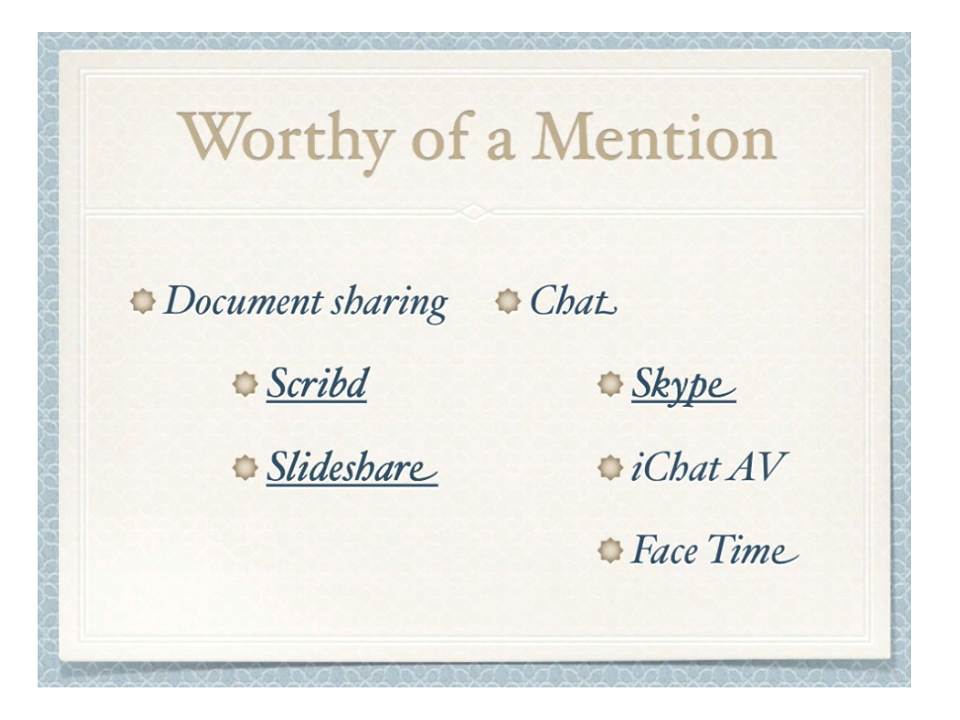 Worthy of a Mention
Document sharing
Scribd
Slideshare
Chat
Skype
iChat AV
Face Time